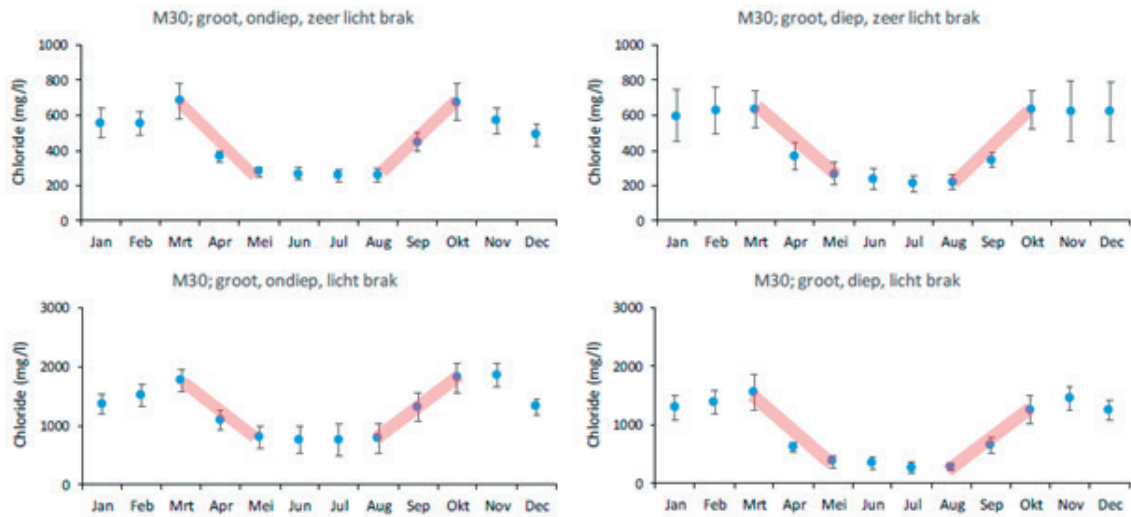 M30; groot, ondiep, zeer licht brak
Chloride (mg/l)
1000
800
600
400
200
0
Jan Feb Mrt Apr Mei Jun Jul Aug Sep Okt Nov Dec
M30; groot, diep, zeer licht brak
Chloride (mg/l)
1000
800
600
400
200
0
Jan Feb Mrt Apr Mei Jun Jul Aug Sep Okt Nov Dec
M30; groot, ondiep, licht brak
Chloride (mg/l)
3000
2000
1000
0
Jan Feb Mrt Apr Mei Jun Jul Aug Sep Okt Nov Dec
M30; groot, diep, licht brak
Chloride (mg/l)
3000
2000
1000
0
Jan Feb Mrt Apr Mei Jun Jul Aug Sep Okt Nov Dec